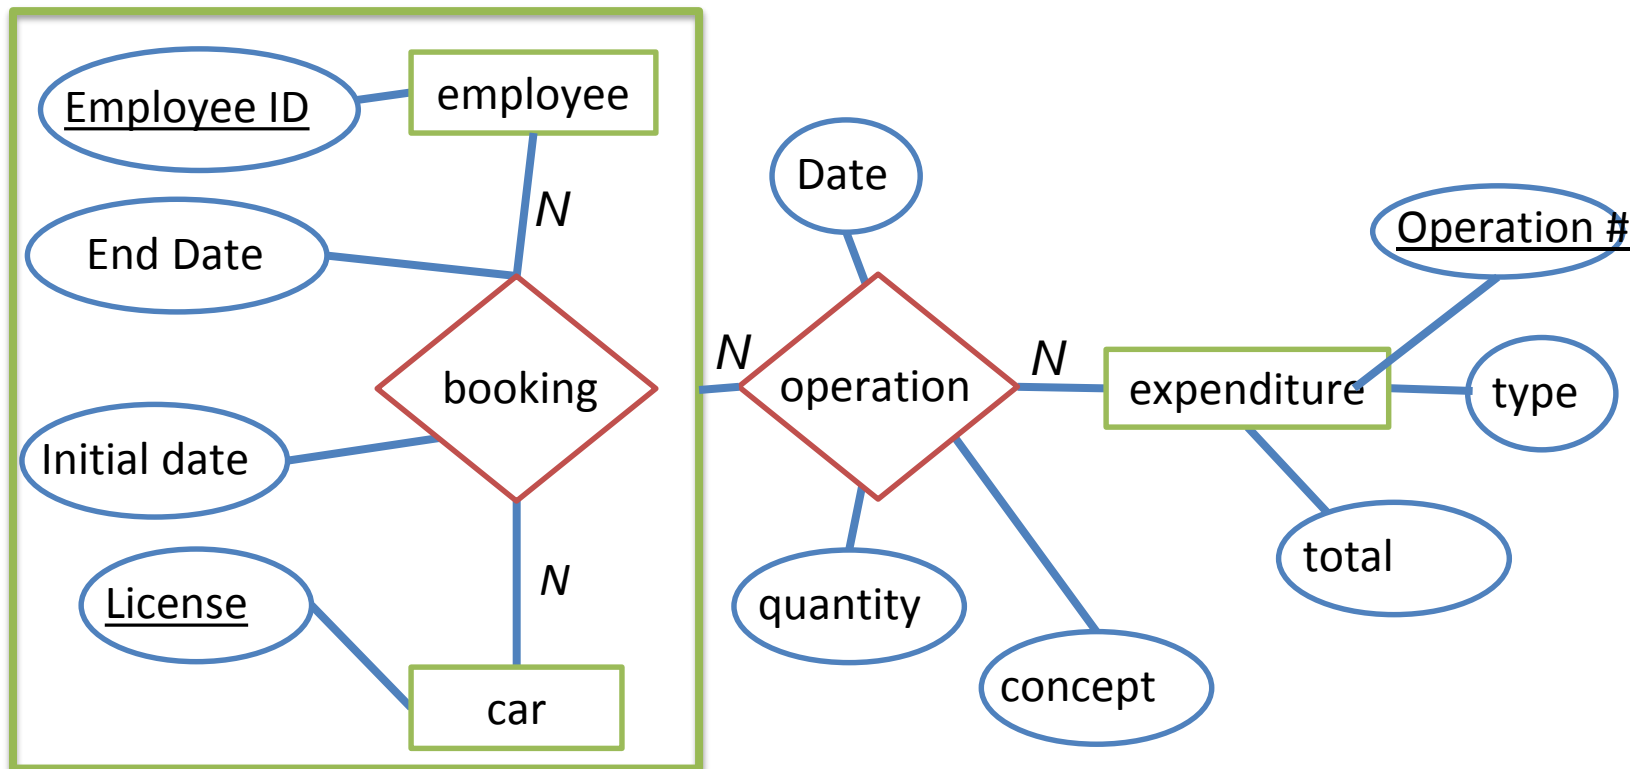 Employee ID
employee
N
End Date
booking
Initial date
N
License
car
Date
N
operation
N
quantity
concept
Operation #
expenditure
type
total